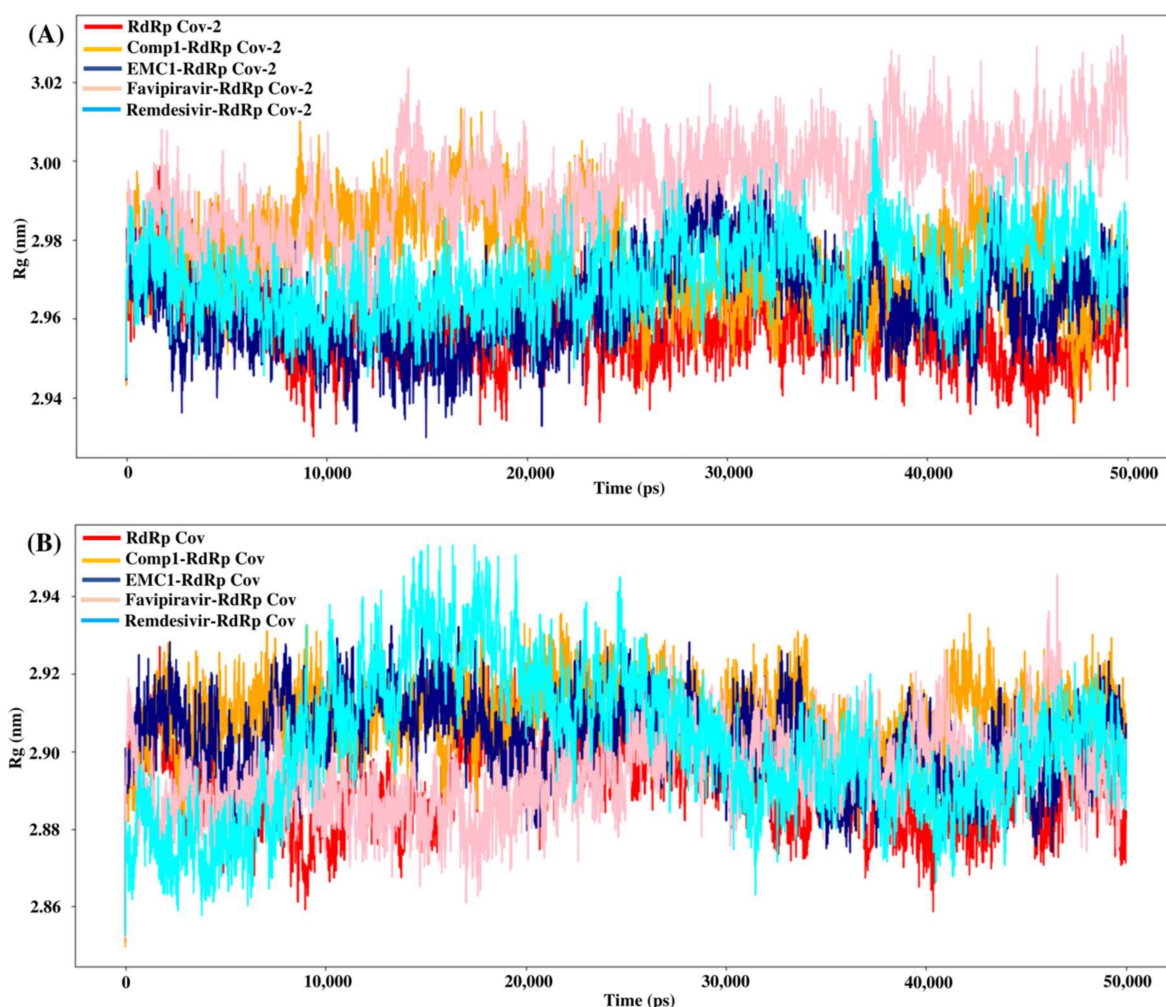 (A)
RdRp Cov-2
Comp1-RdRp Cov-2
EMC1-RdRp Cov-2
Favipiravir-RdRp Cov-2
Remdesivir-RdRp Cov-2
3.02
3.00
2.98
2.96
2.94
Rg (nm)
0 10,000 20,000 30,000 40,000 50,000
Time (ps)
(B)
RdRp Cov
Comp1-RdRp Cov
EMC1-RdRp Cov
Favipiravir-RdRp Cov
Remdesivir-RdRp Cov
2.94
2.92
2.90
2.88
2.86
Rg (nm)
0 10,000 20,000 30,000 40,000 50,000
Time (ps)